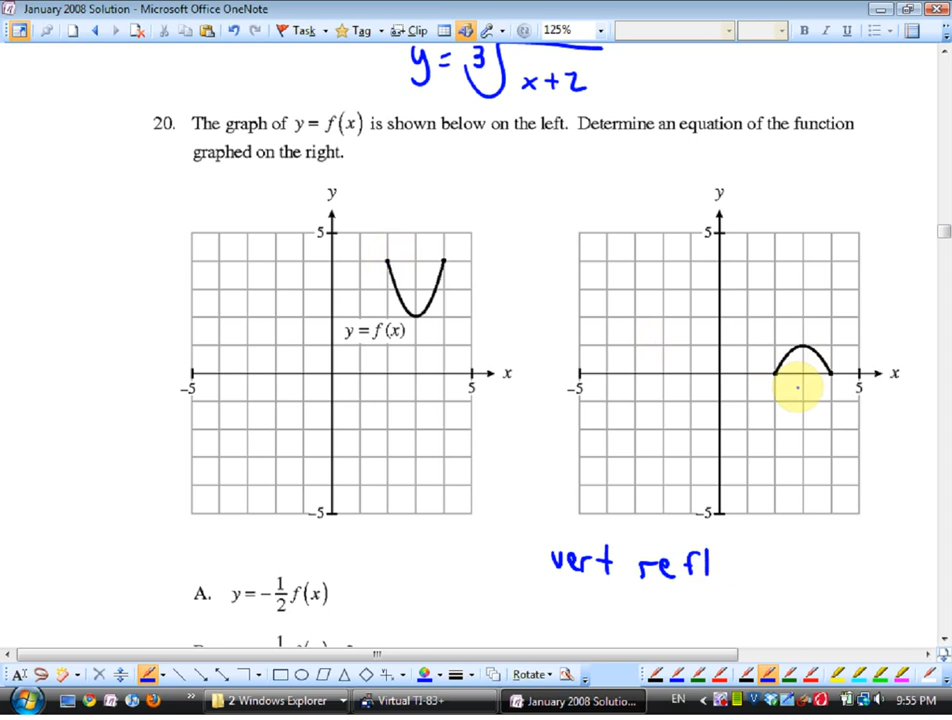 January 2008 Solution - Microsoft Office OneNote
Task Tag Clip 125% B I U
y = 3√ x+2
20. The graph of y = f(x) is shown below on the left. Determine an equation of the function
graphed on the right.
y y
5 5
y = f(x)
x x
-5 5 -5 5
-5 -5
vert refl
A. y = -1/2 f(x)
Rotate
2 Windows Explorer Virtual TI-83+ January 2008 Solutio... EN 9:55 PM